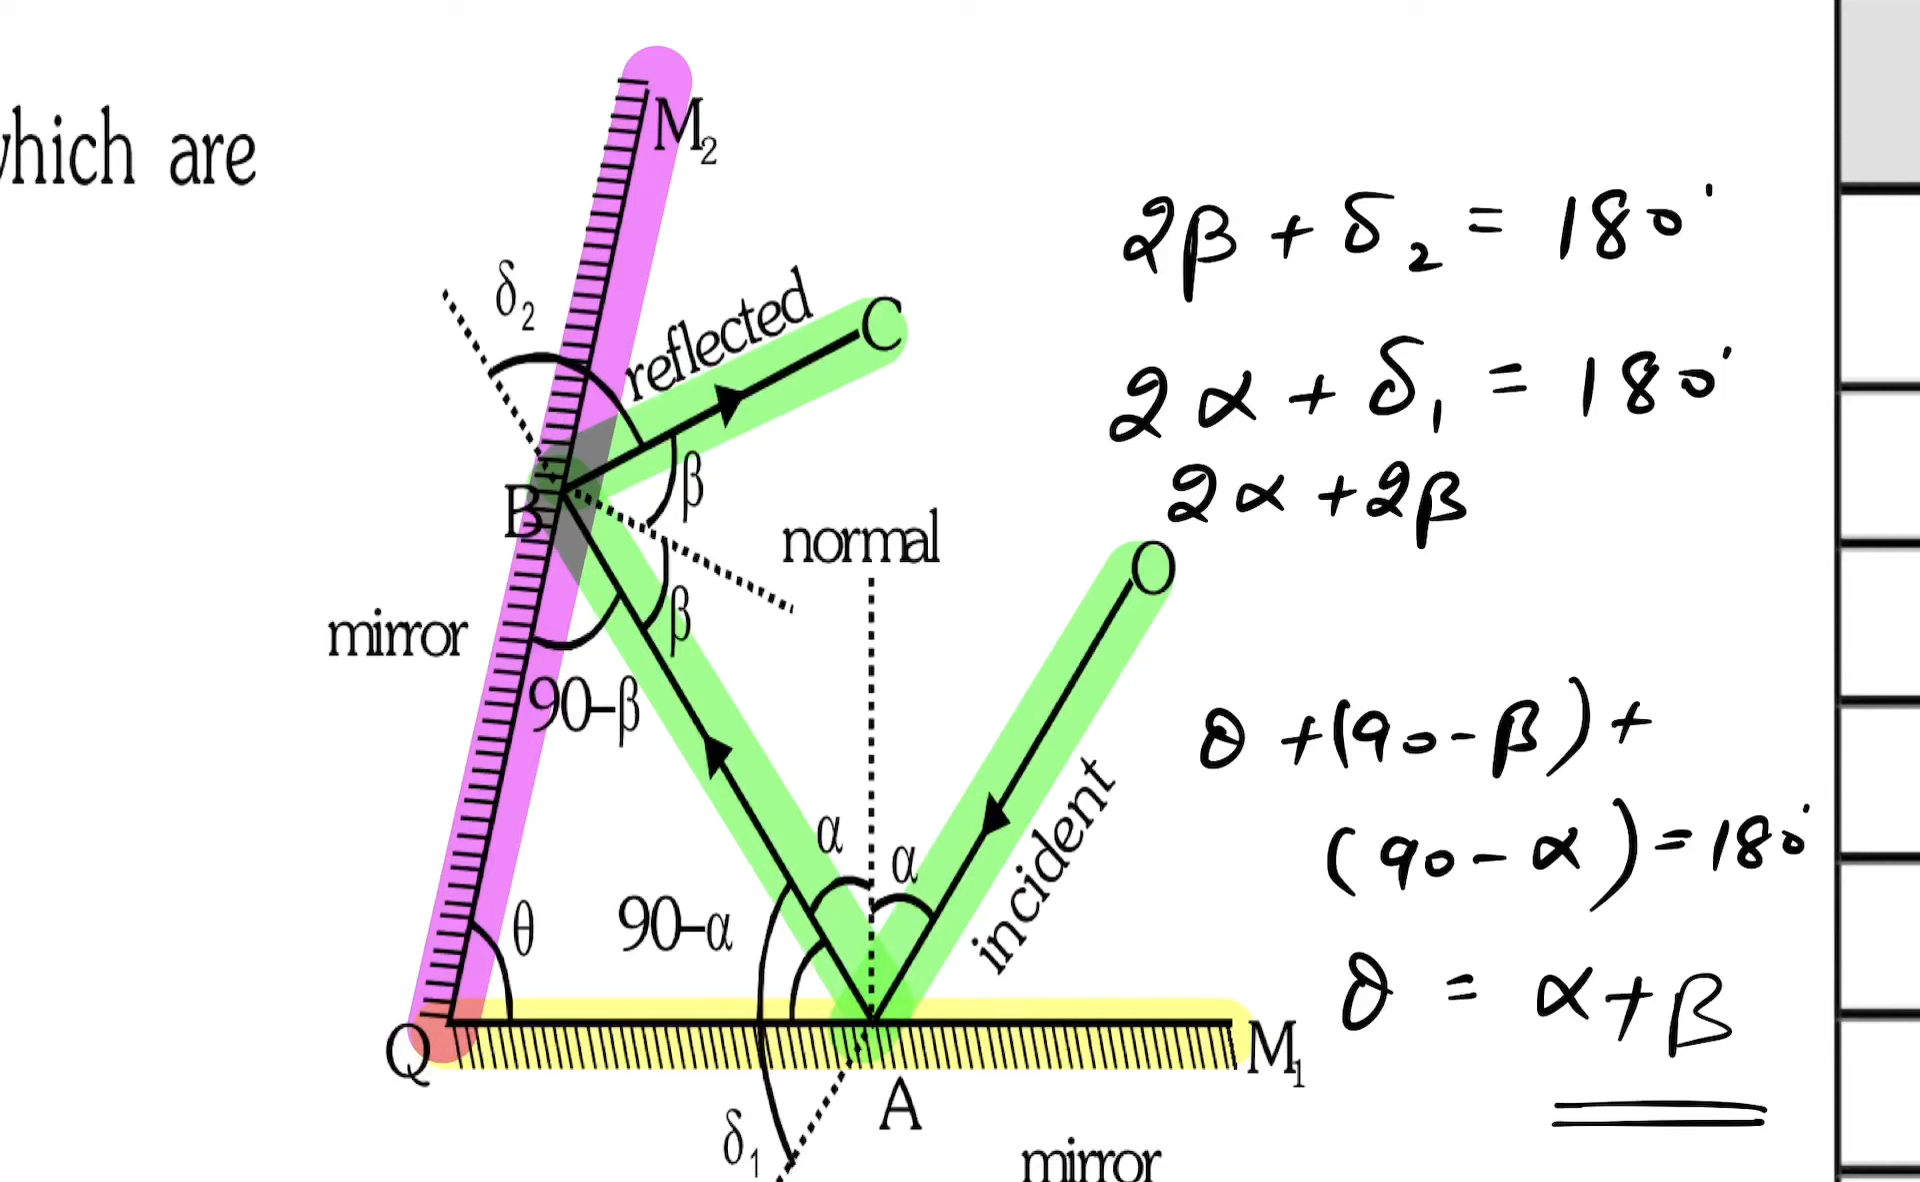 which are
M₂
δ₂
reflected
C
B
β
β
normal
O
mirror
90–β
α
α
incident
θ
90–α
Q
M₁
A
δ₁
mirror
2β + δ₂ = 180°
2α + δ₁ = 180°
2α + 2β
θ + (90 - β) +
(90 - α) = 180°
θ = α + β